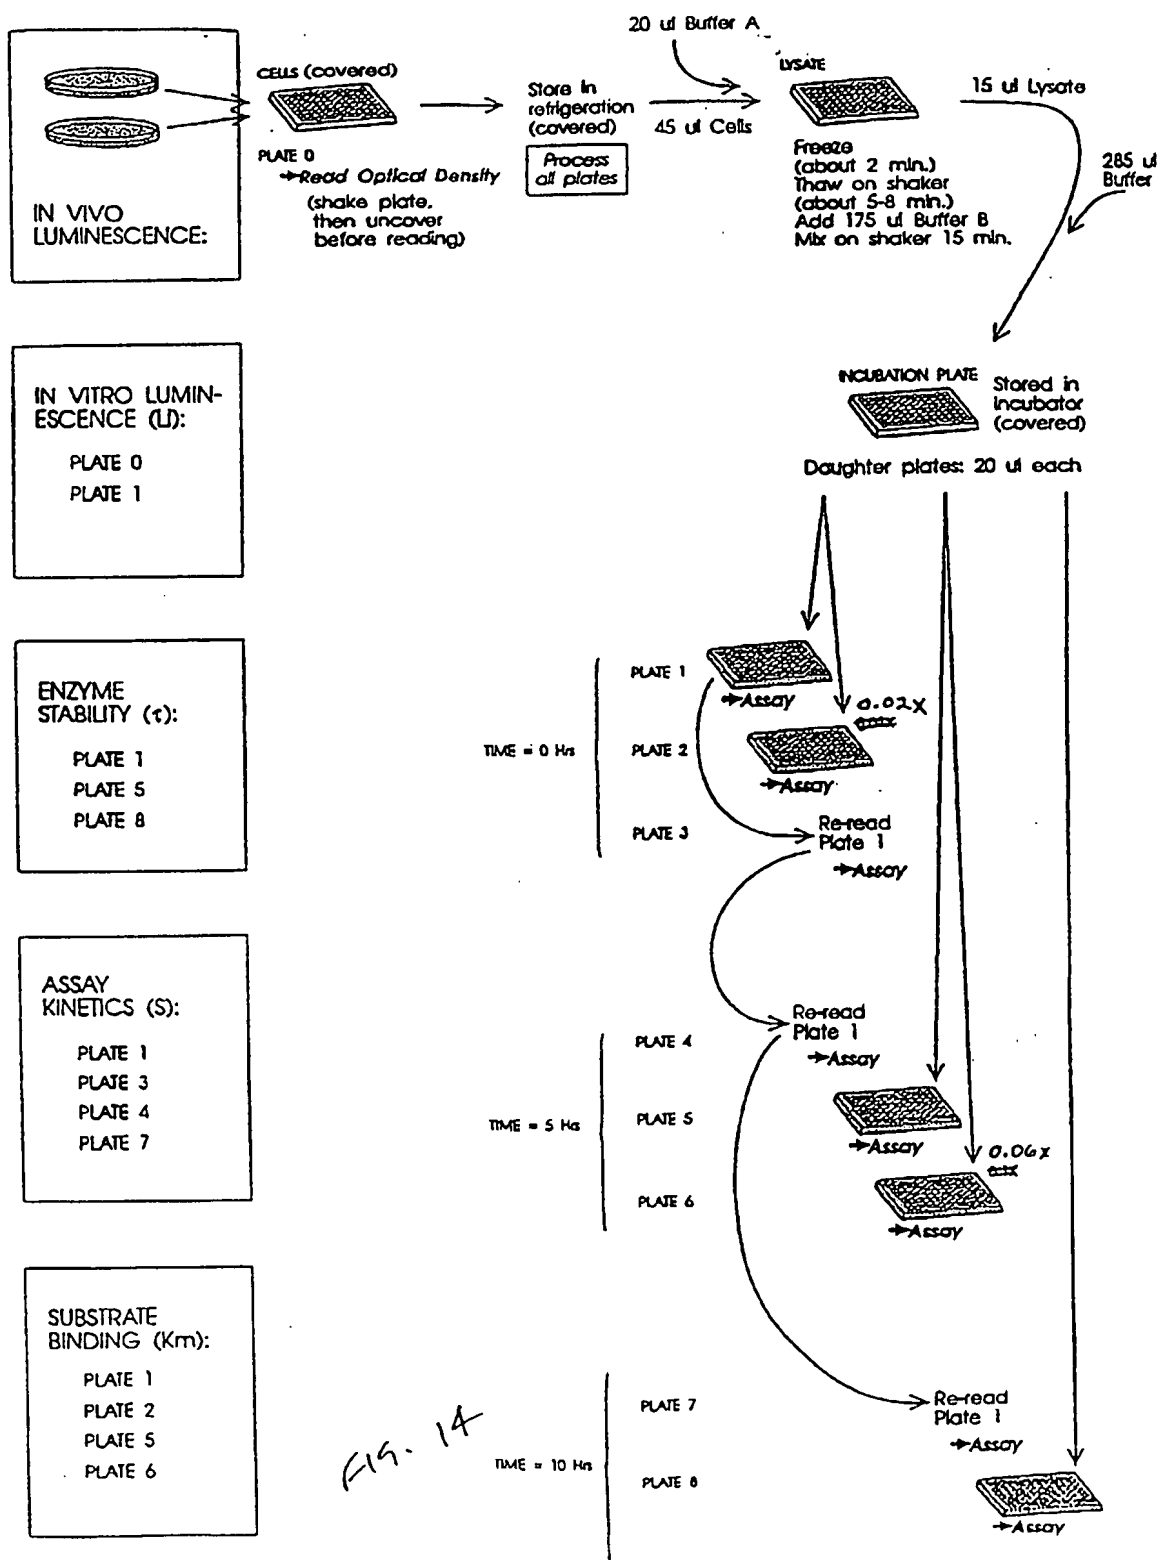 IN VIVO
LUMINESCENCE:
CELLS (covered)
PLATE 0
Read Optical Density
(shake plate,
then uncover
before reading)
Store in
refrigeration
(covered)
Process
all plates
20 ul Buffer A
45 ul Cells
LYSATE
Freeze
(about 2 min.)
Thaw on shaker
(about 5-8 min.)
Add 175 ul Buffer B
Mix on shaker 15 min.
15 ul Lysate
285 ul
Buffer
INCUBATION PLATE
Stored in
Incubator
(covered)
Daughter plates: 20 ul each
IN VITRO LUMIN-
ESCENCE (Li):
PLATE 0
PLATE 1
ENZYME
STABILITY (τ):
PLATE 1
PLATE 5
PLATE 8
TIME = 0 Hrs
PLATE 1
Assay
0.02X
PLATE 2
Assay
PLATE 3
Re-read
Plate 1
Assay
ASSAY
KINETICS (S):
PLATE 1
PLATE 3
PLATE 4
PLATE 7
TIME = 5 Hrs
PLATE 4
Re-read
Plate 1
Assay
PLATE 5
Assay
0.06X
PLATE 6
Assay
SUBSTRATE
BINDING (Km):
PLATE 1
PLATE 2
PLATE 5
PLATE 6
TIME = 10 Hrs
PLATE 7
Re-read
Plate 1
Assay
PLATE 8
Assay
FIG. 14